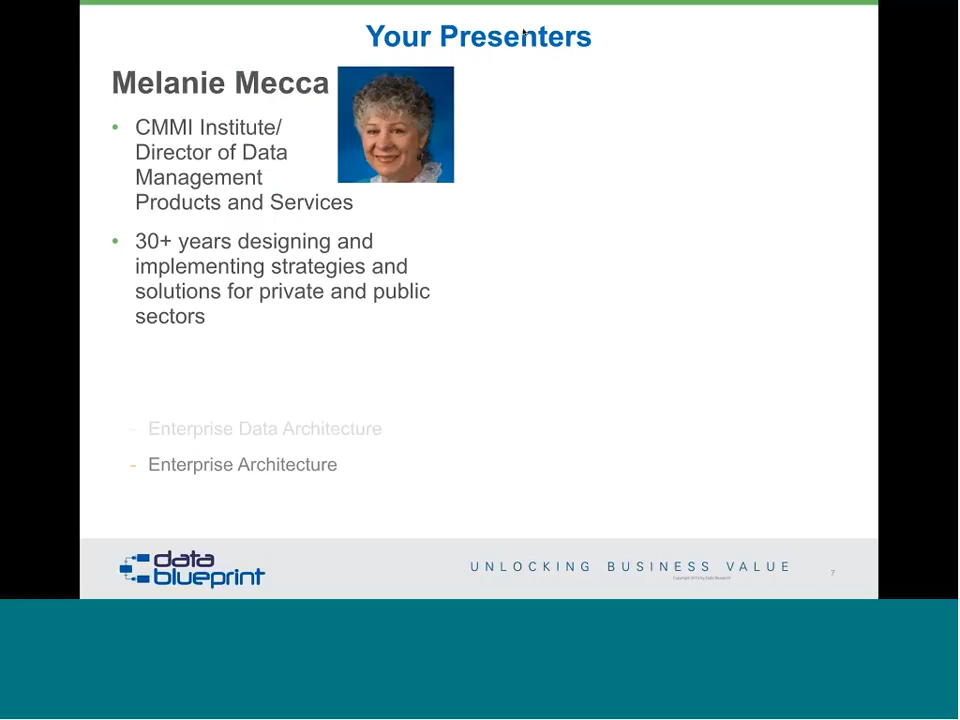 Your Presenters
Melanie Mecca
• CMMI Institute/
Director of Data
Management
Products and Services
• 30+ years designing and
implementing strategies and
solutions for private and public
sectors
- Enterprise Data Architecture
- Enterprise Architecture
data
blueprint
UNLOCKING BUSINESS VALUE
7